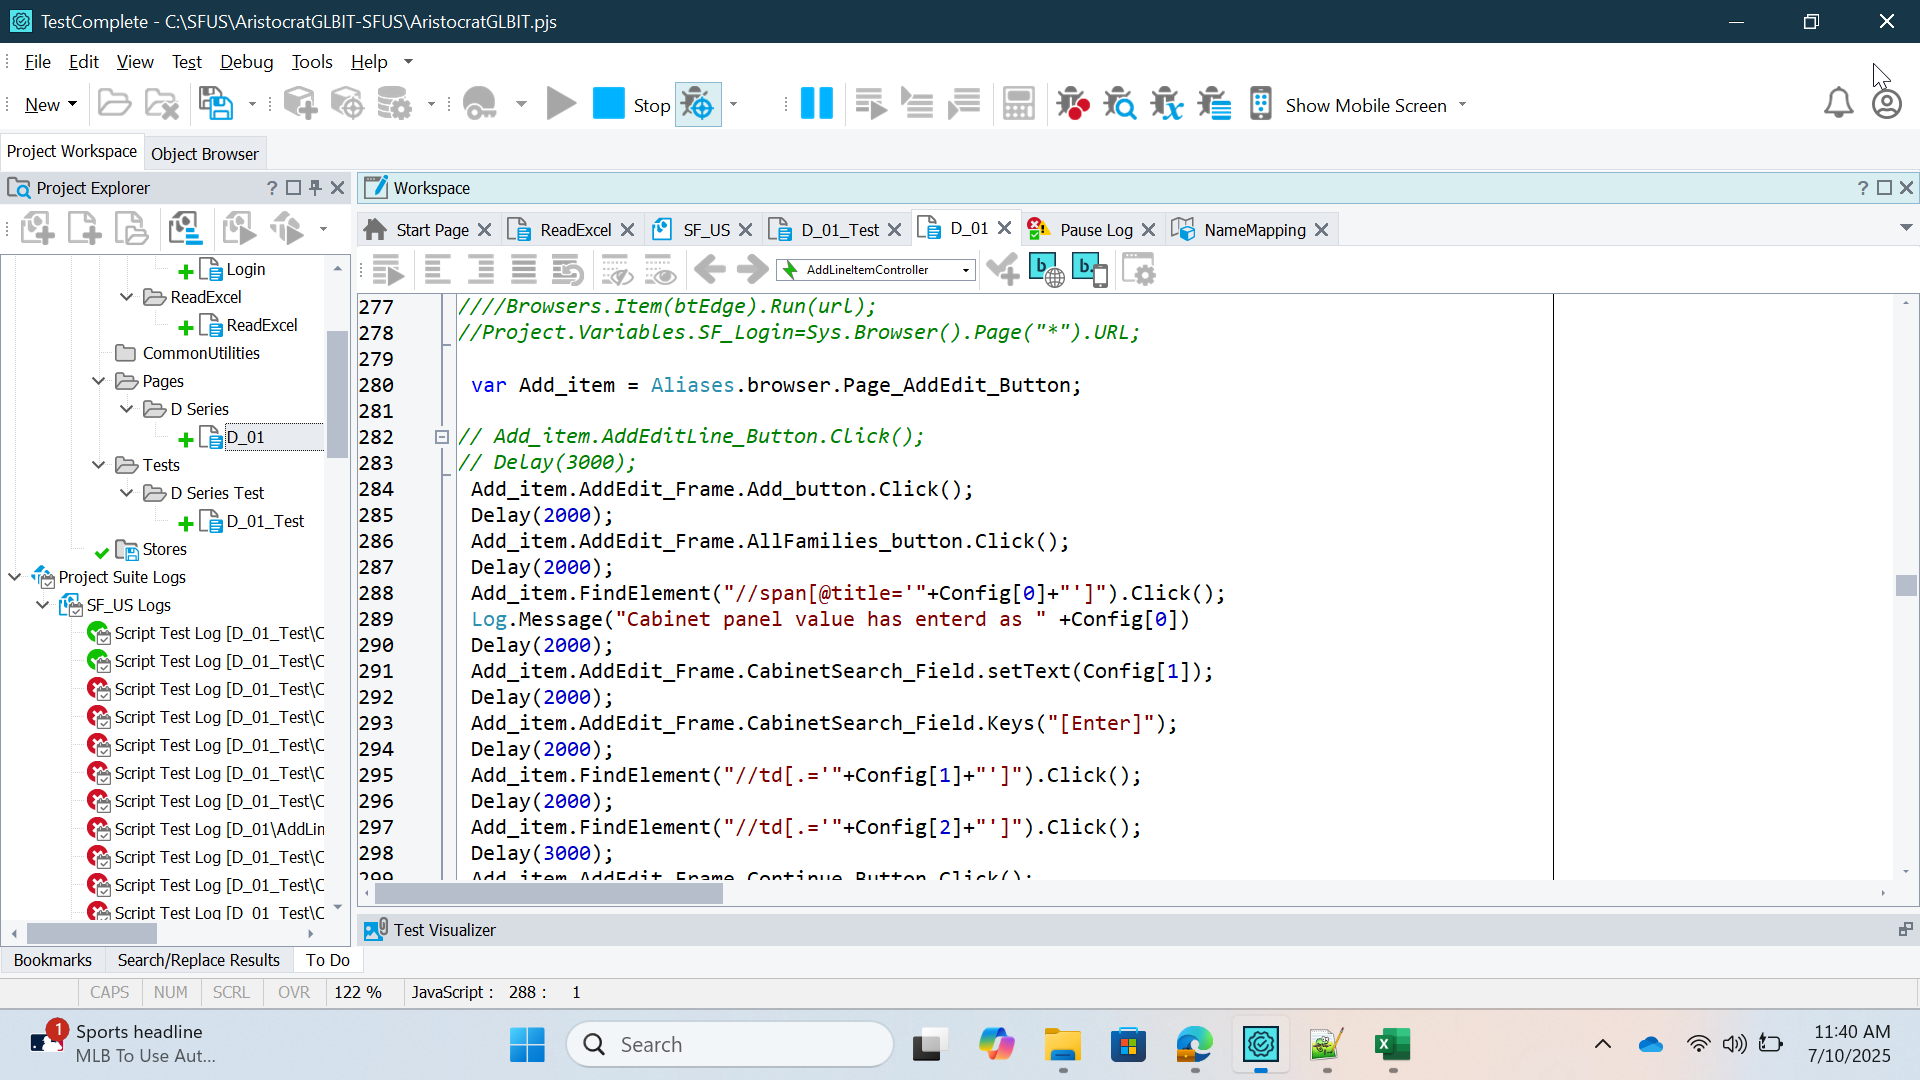 TestComplete - C:\SFUS\AristocratGLBIT-SFUS\AristocratGLBIT.pjs
File Edit View Test Debug Tools Help
New Stop Show Mobile Screen
Project Workspace Object Browser
Project Explorer ?
Workspace ?
Start Page ReadExcel SF_US D_01_Test D_01 Pause Log NameMapping
AddLineItemController
Login
ReadExcel
ReadExcel
CommonUtilities
Pages
D Series
D_01
Tests
D Series Test
D_01_Test
Stores
Project Suite Logs
SF_US Logs
Script Test Log [D_01_Test\C
Script Test Log [D_01_Test\C
Script Test Log [D_01_Test\C
Script Test Log [D_01_Test\C
Script Test Log [D_01_Test\C
Script Test Log [D_01_Test\C
Script Test Log [D_01_Test\C
Script Test Log [D_01\AddLin
Script Test Log [D_01_Test\C
Script Test Log [D_01_Test\C
Script Test Log [D_01_Test\C
277 ////Browsers.Item(btEdge).Run(url);
278 //Project.Variables.SF_Login=Sys.Browser().Page("*").URL;
279
280 var Add_item = Aliases.browser.Page_AddEdit_Button;
281
282 // Add_item.AddEditLine_Button.Click();
283 // Delay(3000);
284 Add_item.AddEdit_Frame.Add_button.Click();
285 Delay(2000);
286 Add_item.AddEdit_Frame.AllFamilies_button.Click();
287 Delay(2000);
288 Add_item.FindElement("//span[@title='"+Config[0]+"']").Click();
289 Log.Message("Cabinet panel value has enterd as " +Config[0])
290 Delay(2000);
291 Add_item.AddEdit_Frame.CabinetSearch_Field.setText(Config[1]);
292 Delay(2000);
293 Add_item.AddEdit_Frame.CabinetSearch_Field.Keys("[Enter]");
294 Delay(2000);
295 Add_item.FindElement("//td[.='"+Config[1]+"']").Click();
296 Delay(2000);
297 Add_item.FindElement("//td[.='"+Config[2]+"']").Click();
298 Delay(3000);
299 Add_item.AddEdit_Frame.Continue_Button.Click();
Test Visualizer
Bookmarks Search/Replace Results To Do
CAPS NUM SCRL OVR 122 % JavaScript : 288 : 1
1
Sports headline
MLB To Use Aut...
Search
11:40 AM
7/10/2025